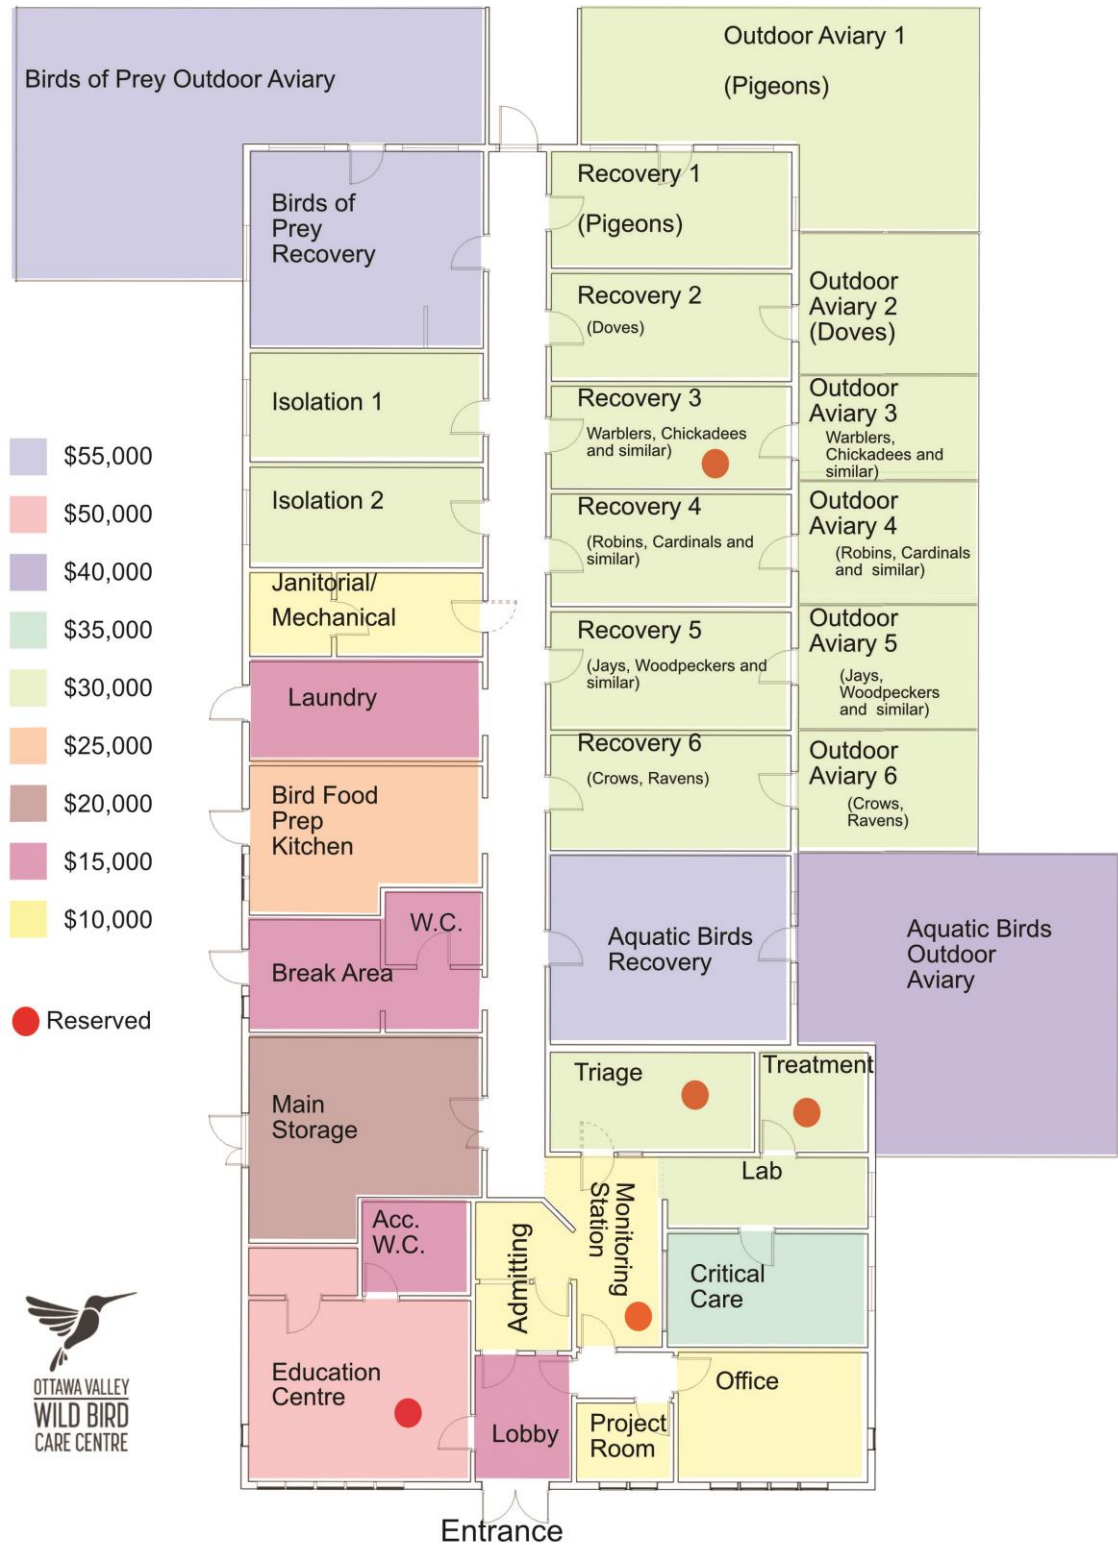 Birds of Prey Outdoor Aviary
Outdoor Aviary 1
(Pigeons)
Birds of
Prey
Recovery
Recovery 1
(Pigeons)
Recovery 2
(Doves)
Outdoor
Aviary 2
(Doves)
Isolation 1
Recovery 3
Warblers, Chickadees
and similar)
Outdoor
Aviary 3
Warblers,
Chickadees and
similar)
Isolation 2
Recovery 4
(Robins, Cardinals and
similar)
Outdoor
Aviary 4
(Robins, Cardinals
and similar)
Janitorial/
Mechanical
Recovery 5
(Jays, Woodpeckers and
similar)
Outdoor
Aviary 5
(Jays,
Woodpeckers
and similar)
Laundry
Recovery 6
(Crows, Ravens)
Outdoor
Aviary 6
(Crows,
Ravens)
Bird Food
Prep
Kitchen
W.C.
Break Area
Aquatic Birds
Recovery
Aquatic Birds
Outdoor
Aviary
Main
Storage
Triage
Treatment
Lab
Acc.
W.C.
Admitting
Monitoring
Station
Critical
Care
Education
Centre
Lobby
Project
Room
Office
Entrance
$55,000
$50,000
$40,000
$35,000
$30,000
$25,000
$20,000
$15,000
$10,000
Reserved
OTTAWA VALLEY
WILD BIRD
CARE CENTRE